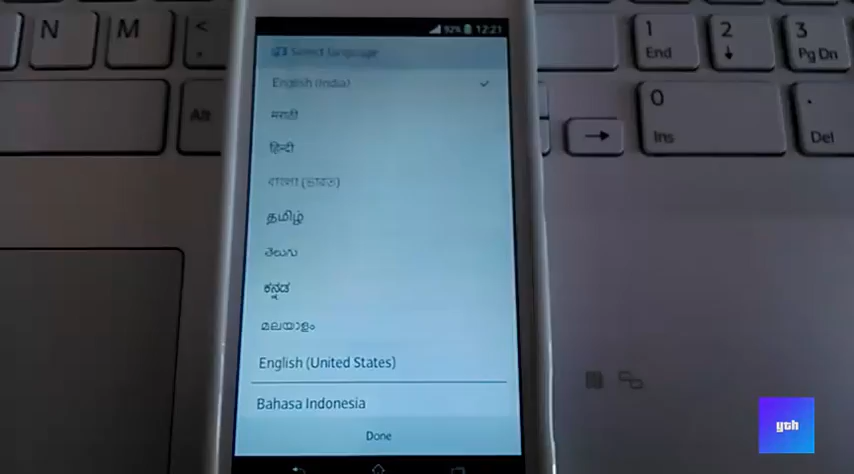 N M < 1 2 3
End ↓ Pg Dn
92% 12:21
Select language
English (India)
Alt
मराठी
0 .
Ins Del
→
हिन्दी
বাংলা (ভারত)
தமிழ்
తెలుగు
ಕನ್ನಡ
മലയാളം
English (United States)
Bahasa Indonesia
Done
yth